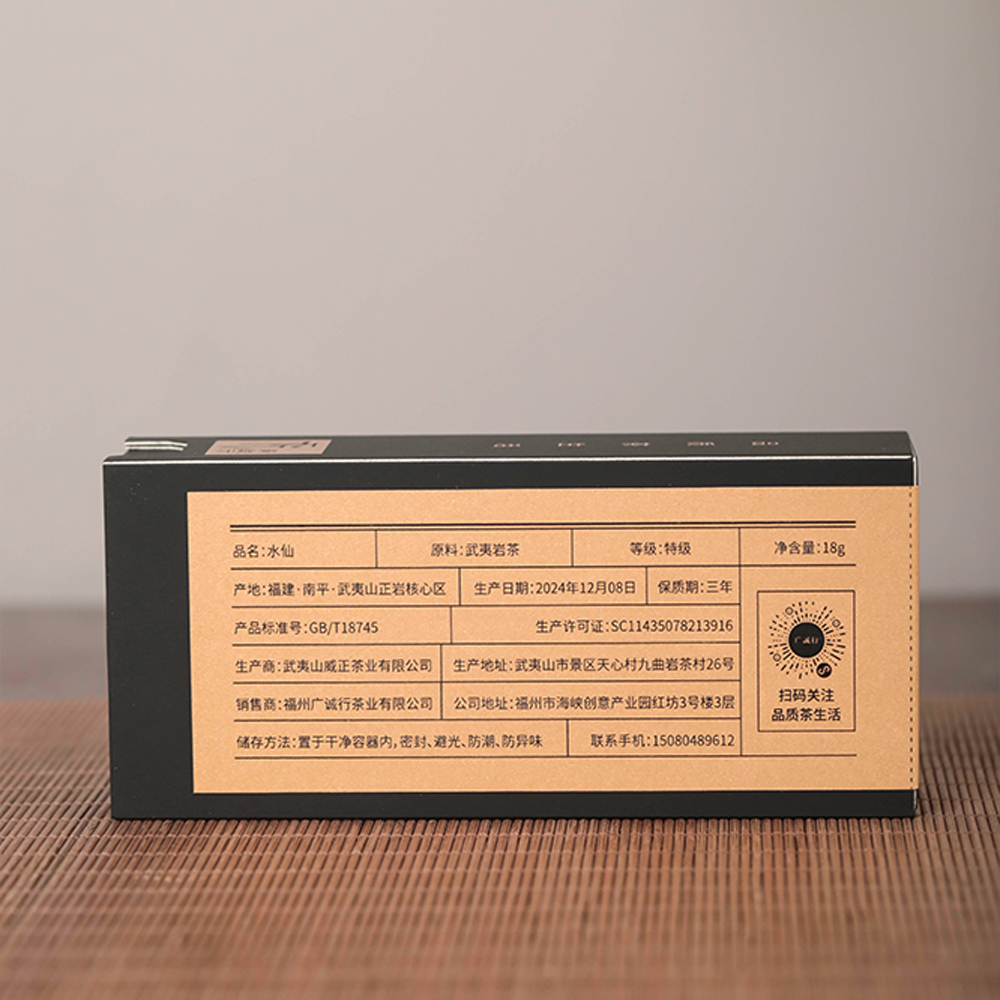 品名:水仙 原料:武夷岩茶 等级:特级 净含量:18g
产地:福建·南平·武夷山正岩核心区 生产日期:2024年12月08日 保质期:三年
产品标准号:GB/T18745 生产许可证:SC11435078213916
生产商:武夷山威正茶业有限公司 生产地址:武夷山市景区天心村九曲岩茶村26号
销售商:福州广诚行茶业有限公司 公司地址:福州市海峡创意产业园红坊3号楼3层
储存方法:置于干净容器内,密封、避光、防潮、防异味 联系手机:15080489612
扫码关注
品质茶生活